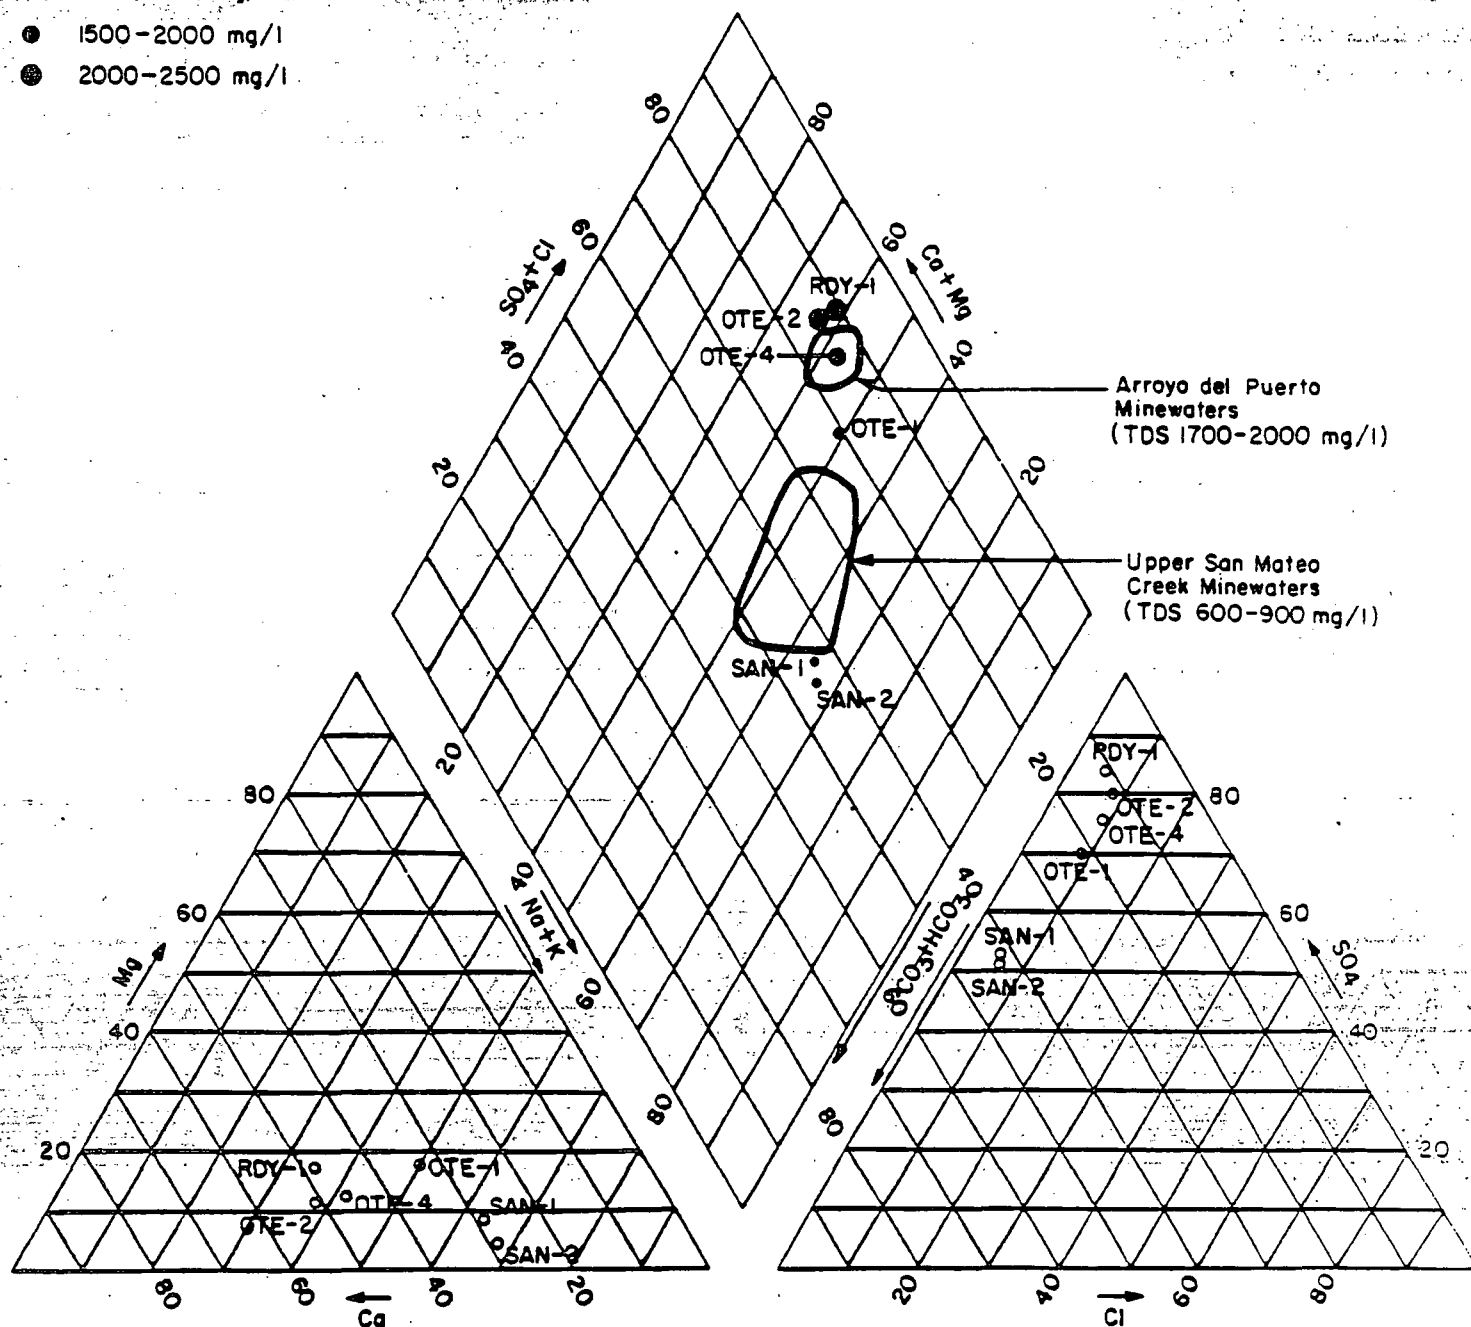 1500-2000 mg/l
2000-2500 mg/l
80
80
60
SO4+Cl
60
Ca+Mg
RDY-1
OTE-2
OTE-4
40
40
Arroyo del Puerto
Minewaters
(TDS 1700-2000 mg/l)
OTE-1
20
20
Upper San Mateo
Creek Minewaters
(TDS 600-900 mg/l)
SAN-1
SAN-2
20
20
RDY-1
80
80
OTE-2
OTE-4
OTE-1
40
Na+K
40
CO3+HCO3
60
60
60
SAN-1
SO4
Mg
SAN-2
60
40
40
80
80
20
20
RDY-1
OTE-1
OTE-4
SAN-1
OTE-2
SAN-2
80
60
40
20
Ca
20
40
60
80
Cl